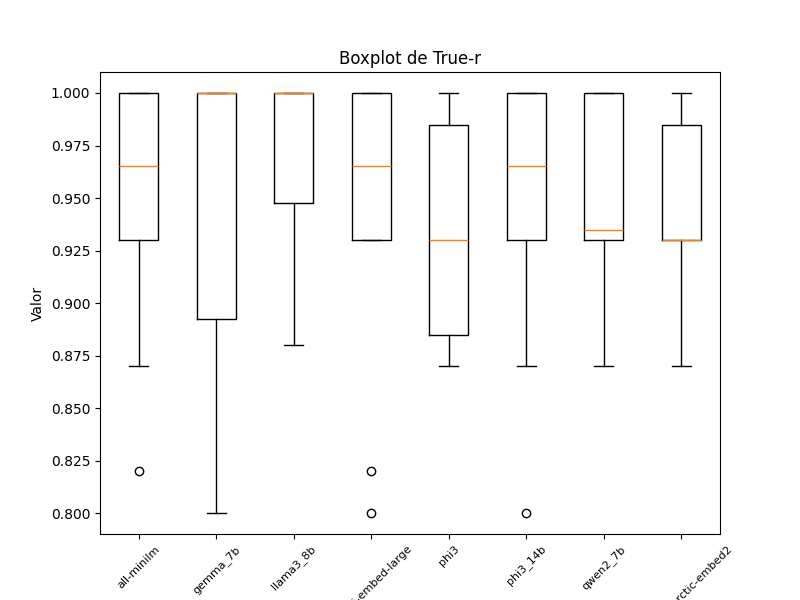 Boxplot de True-r
Valor
1.000
0.975
0.950
0.925
0.900
0.875
0.850
0.825
0.800
all-minilm
gemma_7b
llama3_8b
-embed-large
phi3
phi3_14b
qwen2_7b
rctic-embed2